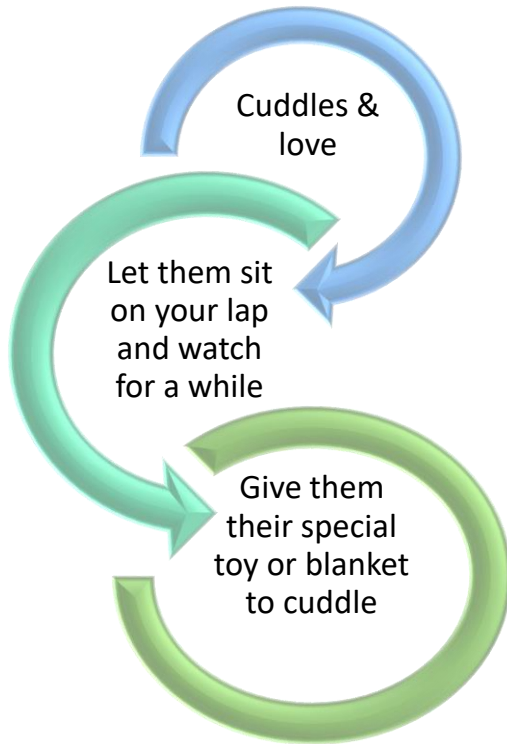 Cuddles &
love
Let them sit
on your lap
and watch
for a while
Give them
their special
toy or blanket
to cuddle